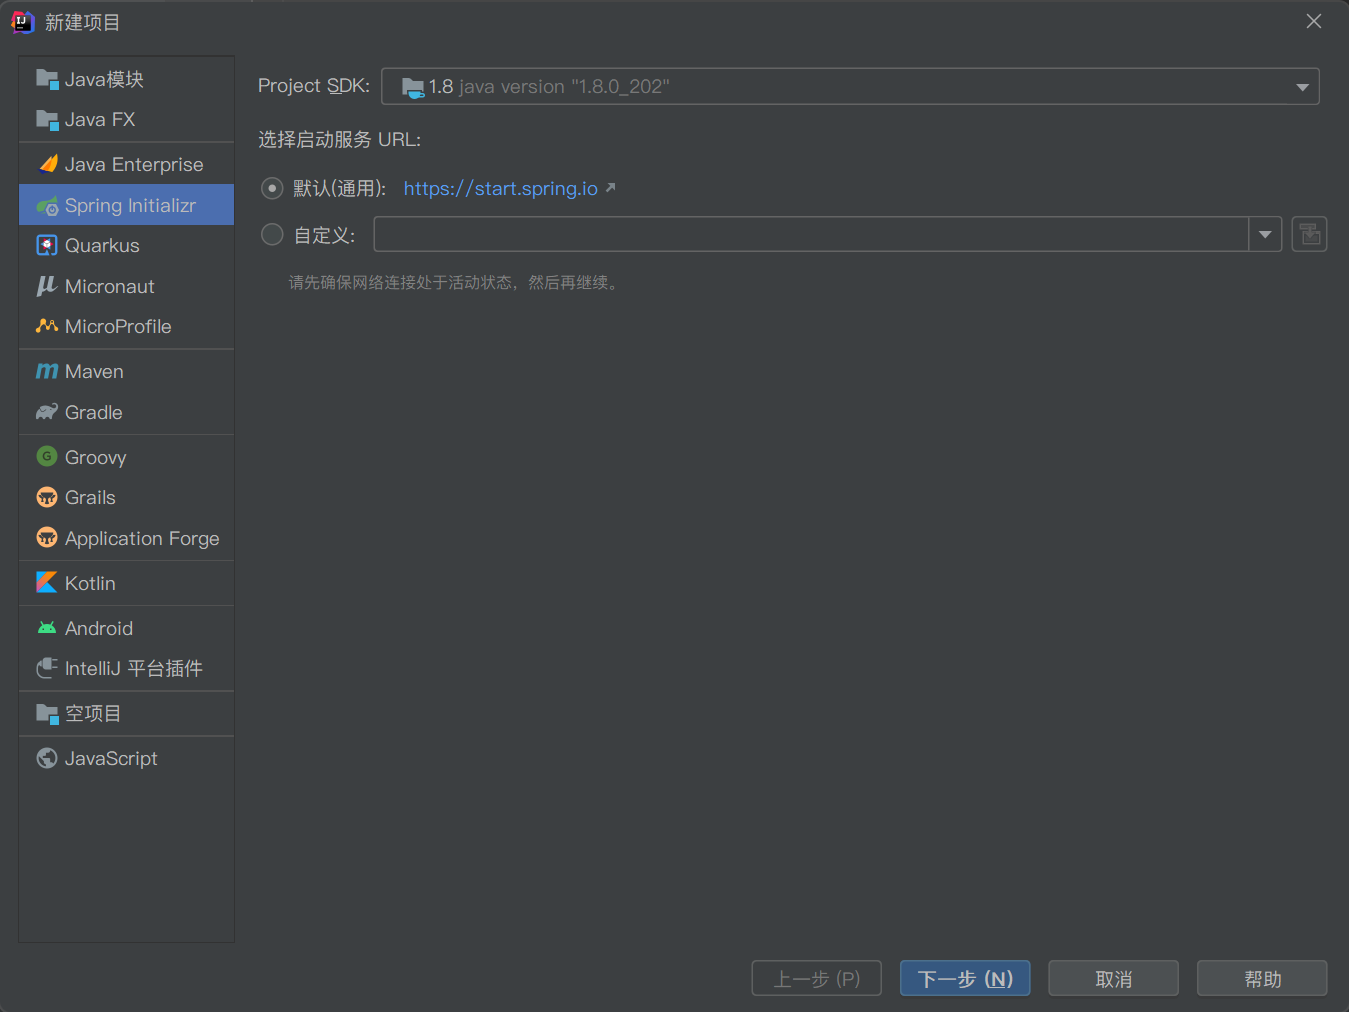 新建项目
Java模块
Java FX
Java Enterprise
Spring Initializr
Quarkus
Micronaut
MicroProfile
Maven
Gradle
Groovy
Grails
Application Forge
Kotlin
Android
IntelliJ 平台插件
空项目
JavaScript
Project SDK: 1.8 java version "1.8.0_202"
选择启动服务 URL:
默认(通用): https://start.spring.io
自定义:
请先确保网络连接处于活动状态，然后再继续。
上一步 (P) 下一步 (N) 取消 帮助